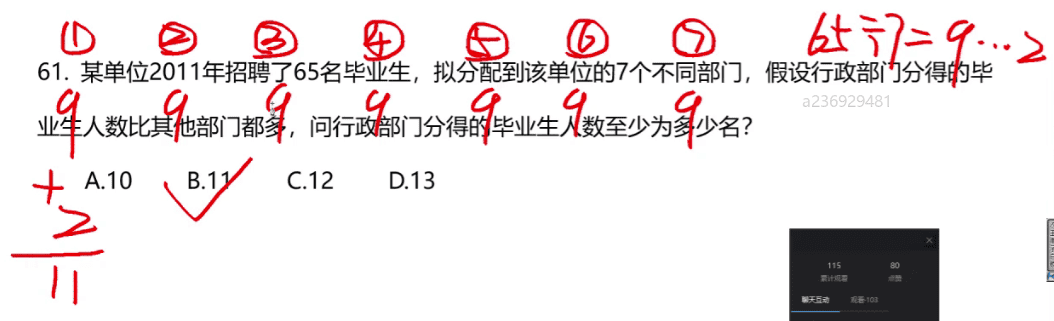 ① ② ③ ④ ⑤ ⑥ ⑦ 65÷7=9…2
61. 某单位2011年招聘了65名毕业生，拟分配到该单位的7个不同部门，假设行政部门分得的毕
a236929481
9 9 9 9 9 9 9
业生人数比其他部门都多，问行政部门分得的毕业生人数至少为多少名？
A.10 B.11 C.12 D.13
+2
11
115 80
累计观看 点赞
聊天互动 观看·103